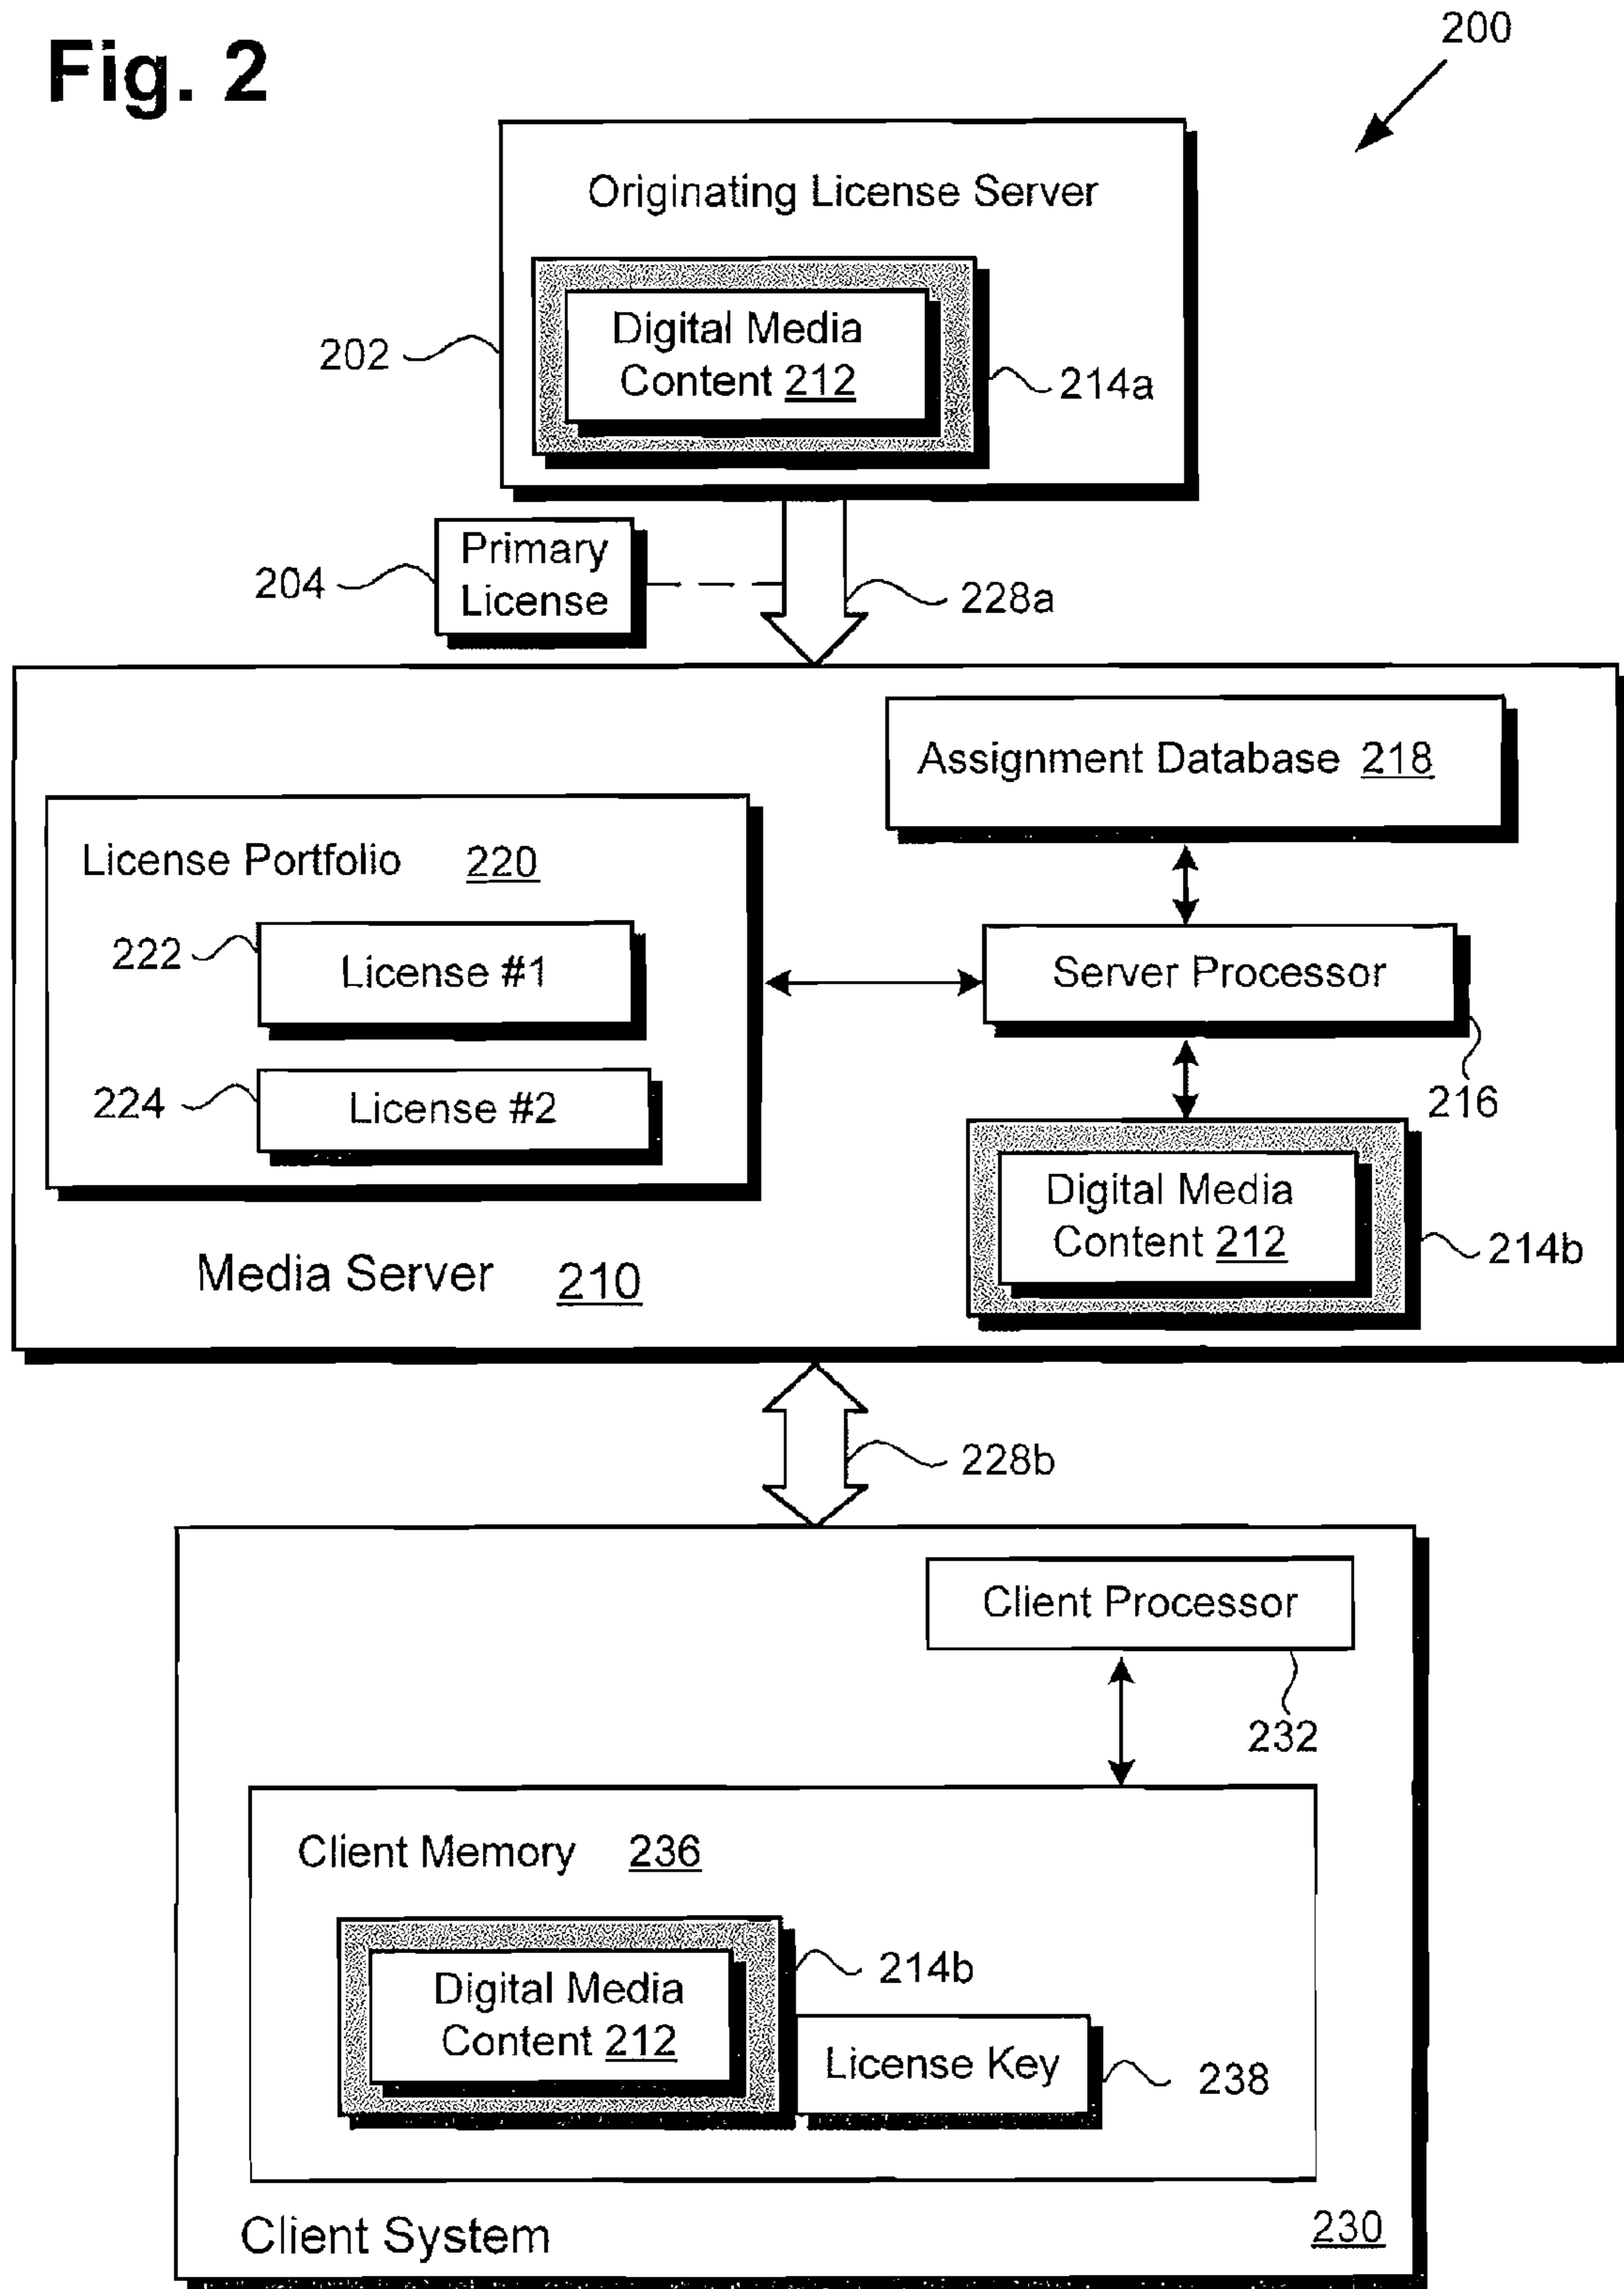 Fig. 2
200
Originating License Server
Digital Media
Content 212
202
214a
Primary
License
204
228a
Assignment Database 218
License Portfolio 220
222
License #1
Server Processor
216
224
License #2
Digital Media
Content 212
214b
Media Server 210
228b
Client Processor
232
Client Memory 236
Digital Media
Content 212
214b
License Key
238
Client System
230